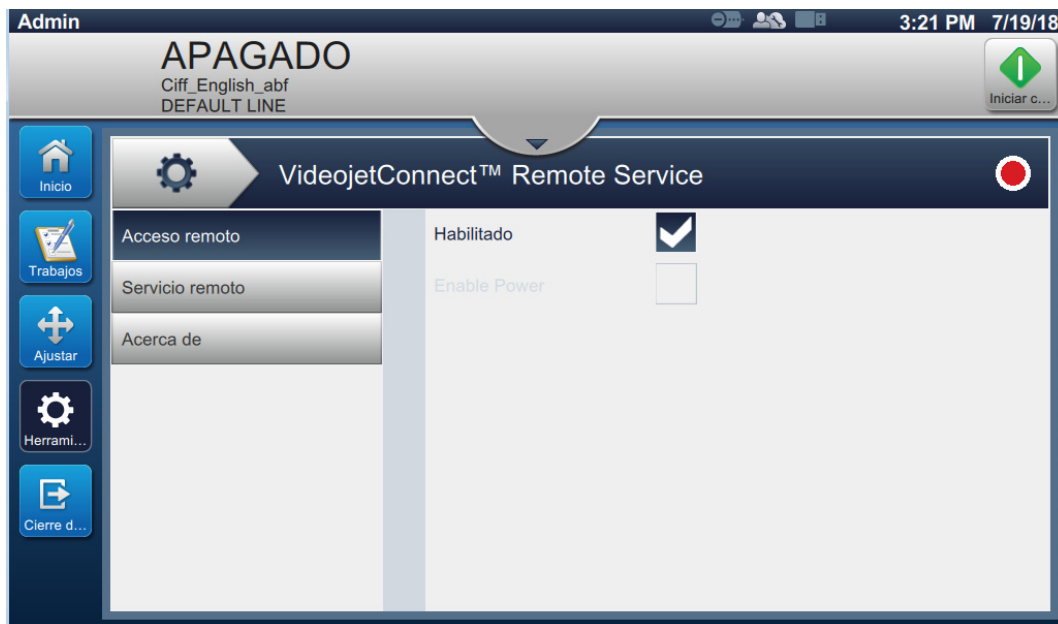 Admin
3:21 PM 7/19/18
APAGADO
Ciff_English_abf
DEFAULT LINE
Iniciar c...
Inicio
VideojetConnect™ Remote Service
Trabajos
Acceso remoto
Habilitado
Servicio remoto
Enable Power
Acerca de
Ajustar
Herrami...
Cierre d...